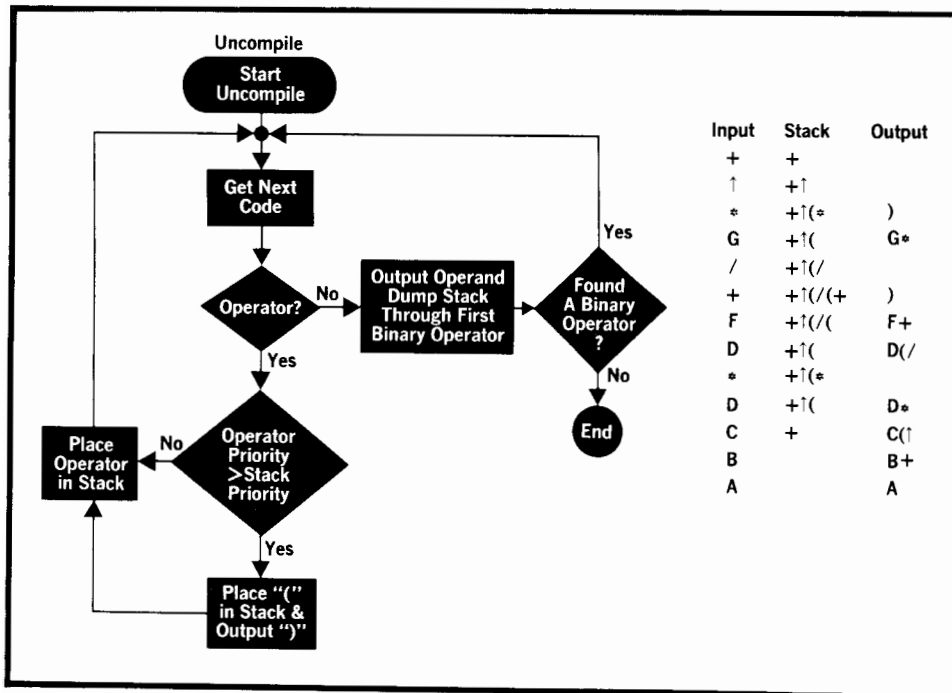 Uncompile
Start
Uncompile
Get Next
Code
Operator?
No
Yes
Output Operand
Dump Stack
Through First
Binary Operator
Found
A Binary
Operator
?
Yes
No
End
Operator
Priority
>Stack
Priority
No
Yes
Place
Operator
in Stack
Place “(”
in Stack &
Output “)”
Input Stack Output
+ +
↑ +↑
* +↑(* )
G +↑( G*
/ +↑(/
+ +↑(/(+ )
F +↑(/( F+
D +↑( D(/
* +↑(*
D +↑( D*
C + C(↑
B B+
A A